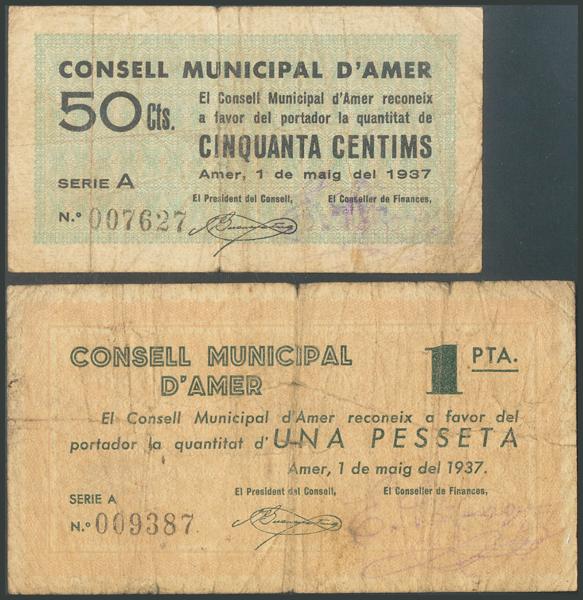 CONSELL MUNICIPAL D'AMER
50 Cts.
El Consell Municipal d'Amer reconeix
a favor del portador la quantitat de
CINQUANTA CENTIMS
Amer, 1 de maig del 1937
SERIE A
El President del Consell, El Conseller de Finances,
N.º 007627
CONSELL MUNICIPAL
D'AMER
1 PTA.
El Consell Municipal d'Amer reconeix a favor del
portador la quantitat d'UNA PESSETA
Amer, 1 de maig del 1937.
El President del Consell, El Conseller de Finances,
SERIE A
N.º 009387